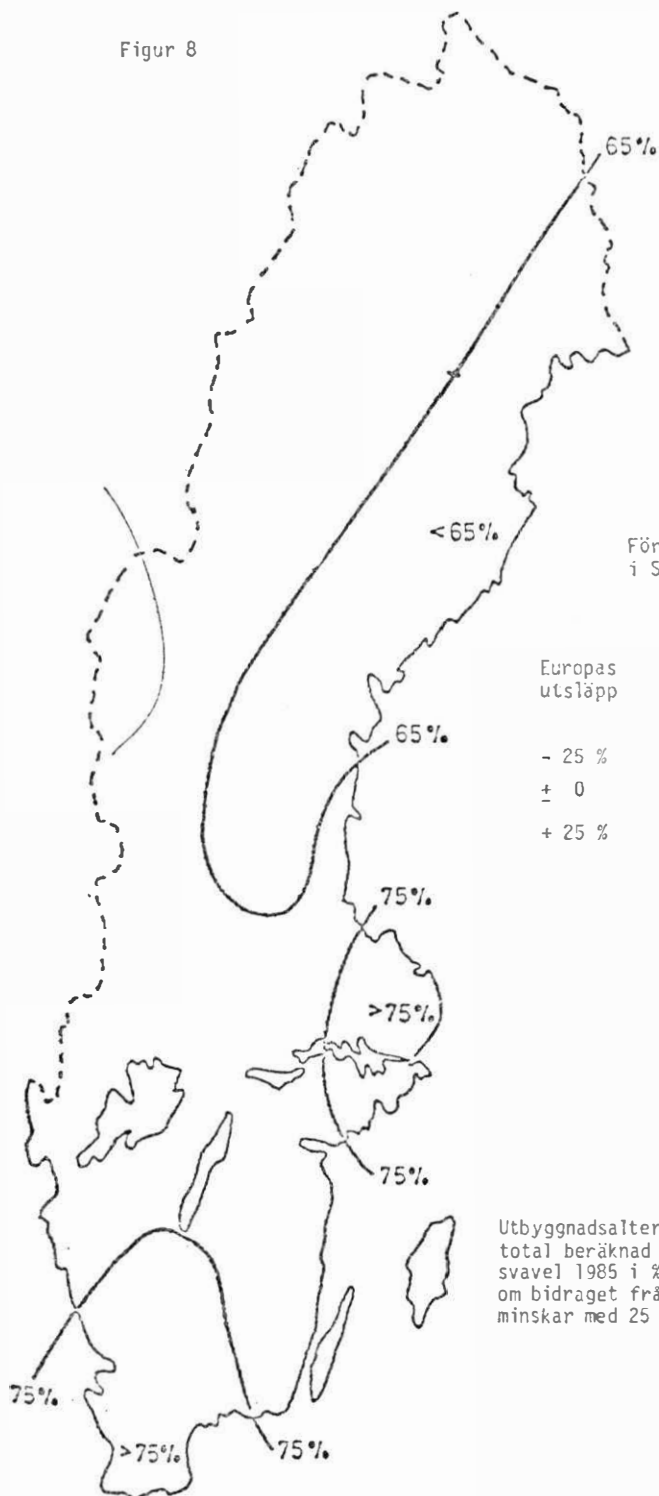 Figur 8
65%
<65%
För
i S
Europas
utsläpp
65%
- 25 %
± 0
+ 25 %
75%
>75%
75%
Utbyggnadsalter
total beräknad
svavel 1985 i %
om bidraget frå
minskar med 25
75%
>75%
75%